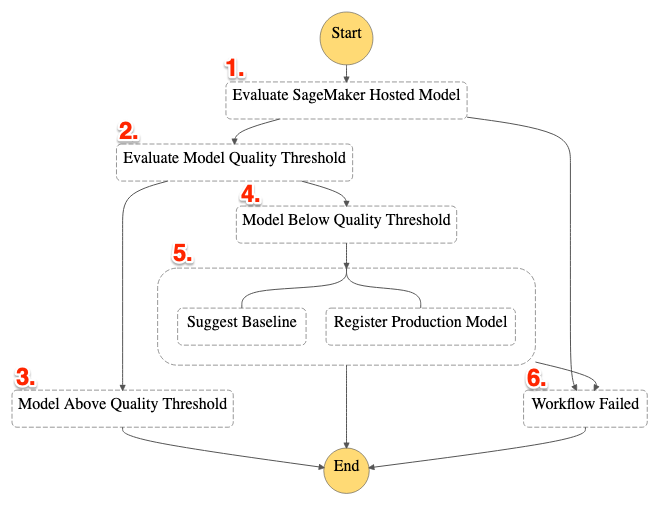 Start
1.
Evaluate SageMaker Hosted Model
2.
Evaluate Model Quality Threshold
4.
Model Below Quality Threshold
5.
Suggest Baseline
Register Production Model
3.
Model Above Quality Threshold
6.
Workflow Failed
End